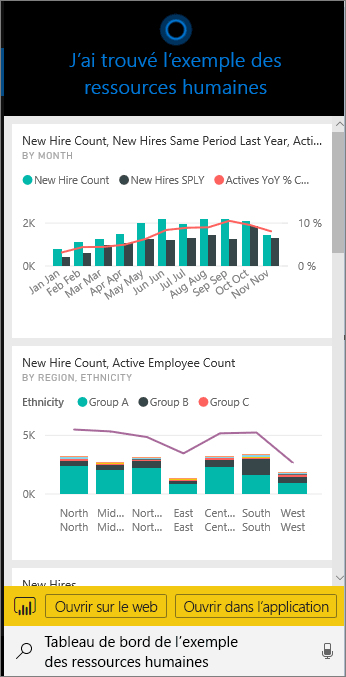 J'ai trouvé l'exemple des
ressources humaines
New Hire Count, New Hires Same Period Last Year, Acti...
BY MONTH
New Hire Count New Hires SPLY Actives YoY % C...
2K 10 %
0K 0 %
Jan Jan Feb Feb Mar Mar Apr Apr May May Jun Jun Jul Jul Aug Aug Sep Sep Oct Oct Nov Nov
New Hire Count, Active Employee Count
BY REGION, ETHNICITY
Ethnicity Group A Group B Group C
5K
0K
North Mid... Nort... East Cent... South West
North Mid... Nort... East Cent... South West
New Hires
Ouvrir sur le web Ouvrir dans l'application
Tableau de bord de l'exemple
des ressources humaines